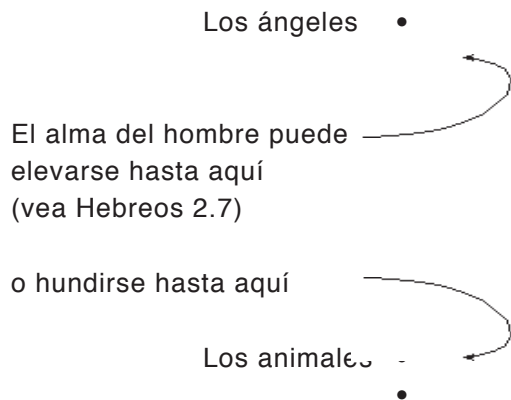 Los ángeles •
El alma del hombre puede
elevarse hasta aquí
(vea Hebreos 2.7)
o hundirse hasta aquí
Los animales
•